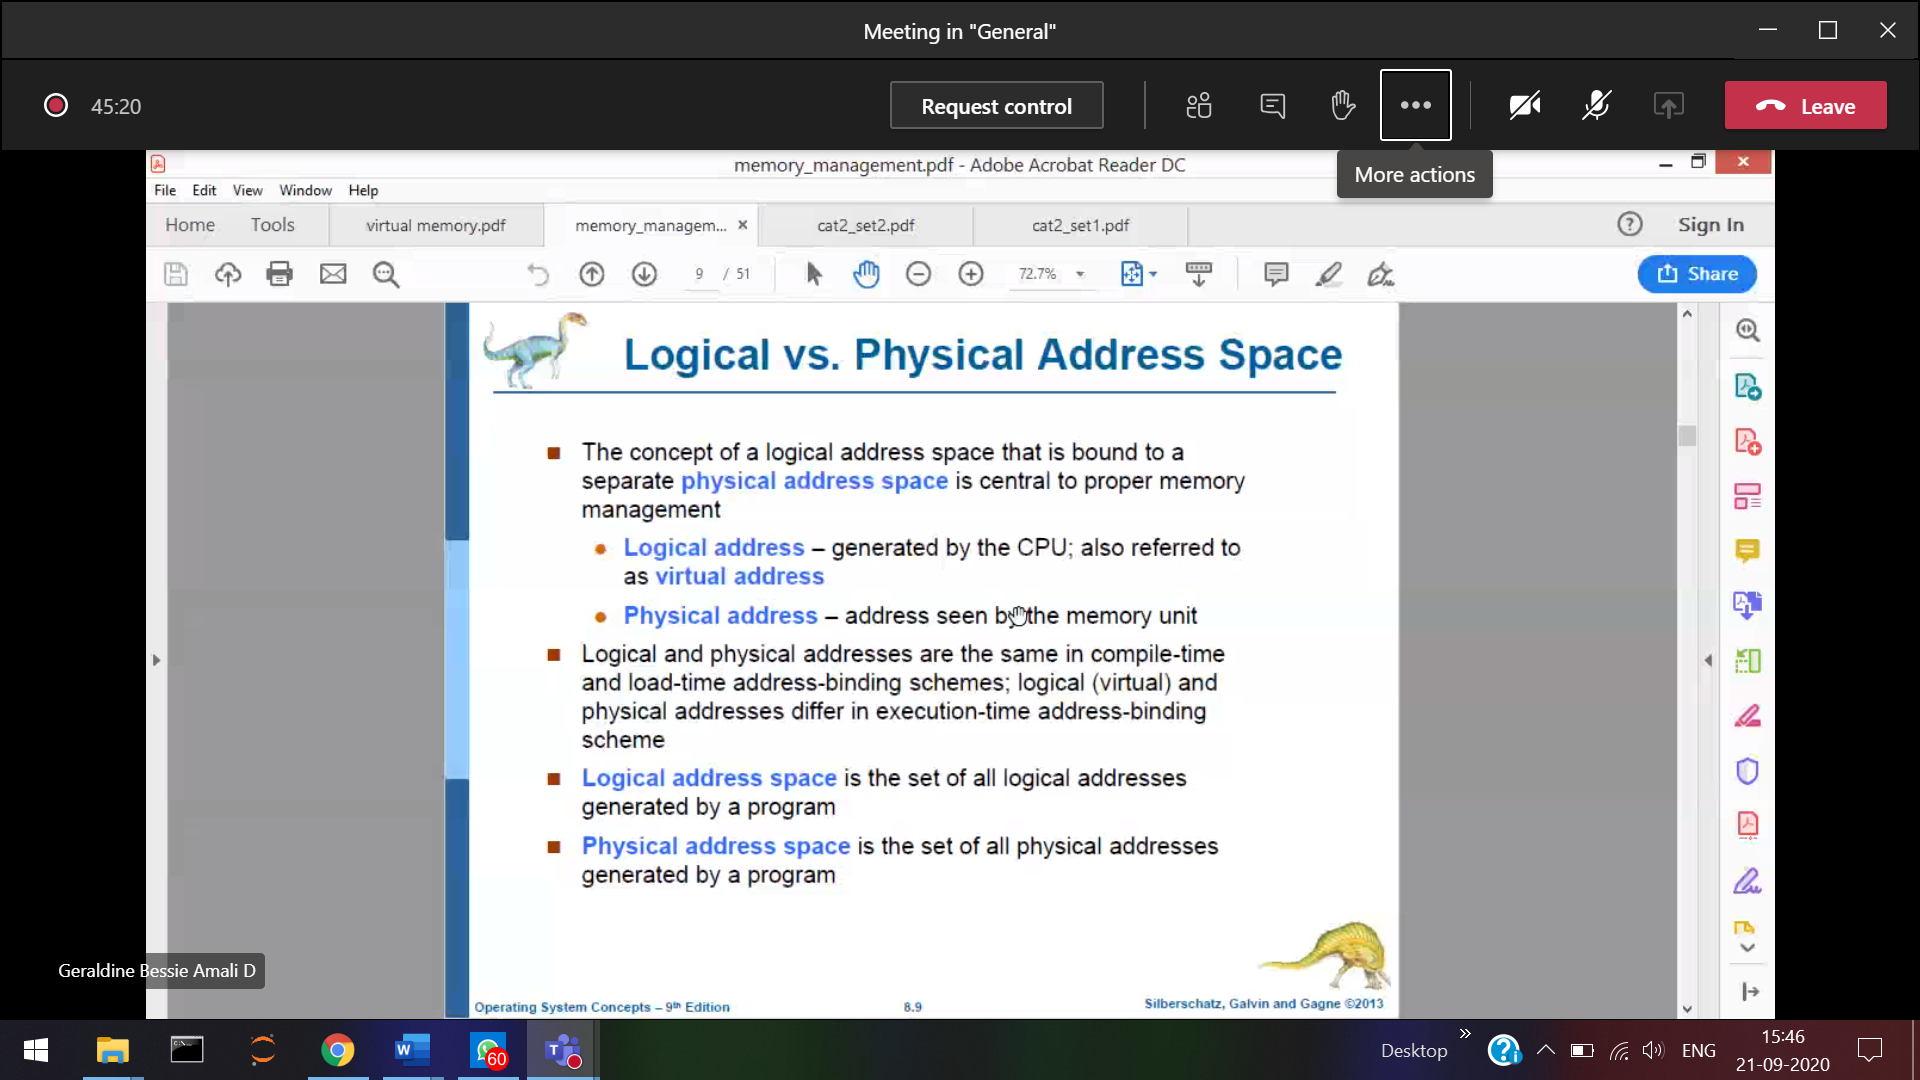 Meeting in "General"
45:20
Request control
Leave
More actions
memory_management.pdf - Adobe Acrobat Reader DC
File Edit View Window Help
Home Tools virtual memory.pdf memory_managem... × cat2_set2.pdf cat2_set1.pdf ? Sign In
9 / 51 72.7% Share
Logical vs. Physical Address Space
The concept of a logical address space that is bound to a
separate physical address space is central to proper memory
management
Logical address – generated by the CPU; also referred to
as virtual address
Physical address – address seen by the memory unit
Logical and physical addresses are the same in compile-time
and load-time address-binding schemes; logical (virtual) and
physical addresses differ in execution-time address-binding
scheme
Logical address space is the set of all logical addresses
generated by a program
Physical address space is the set of all physical addresses
generated by a program
Geraldine Bessie Amali D
Operating System Concepts – 9th Edition 8.9 Silberschatz, Galvin and Gagne ©2013
60
Desktop » ENG 15:46
21-09-2020